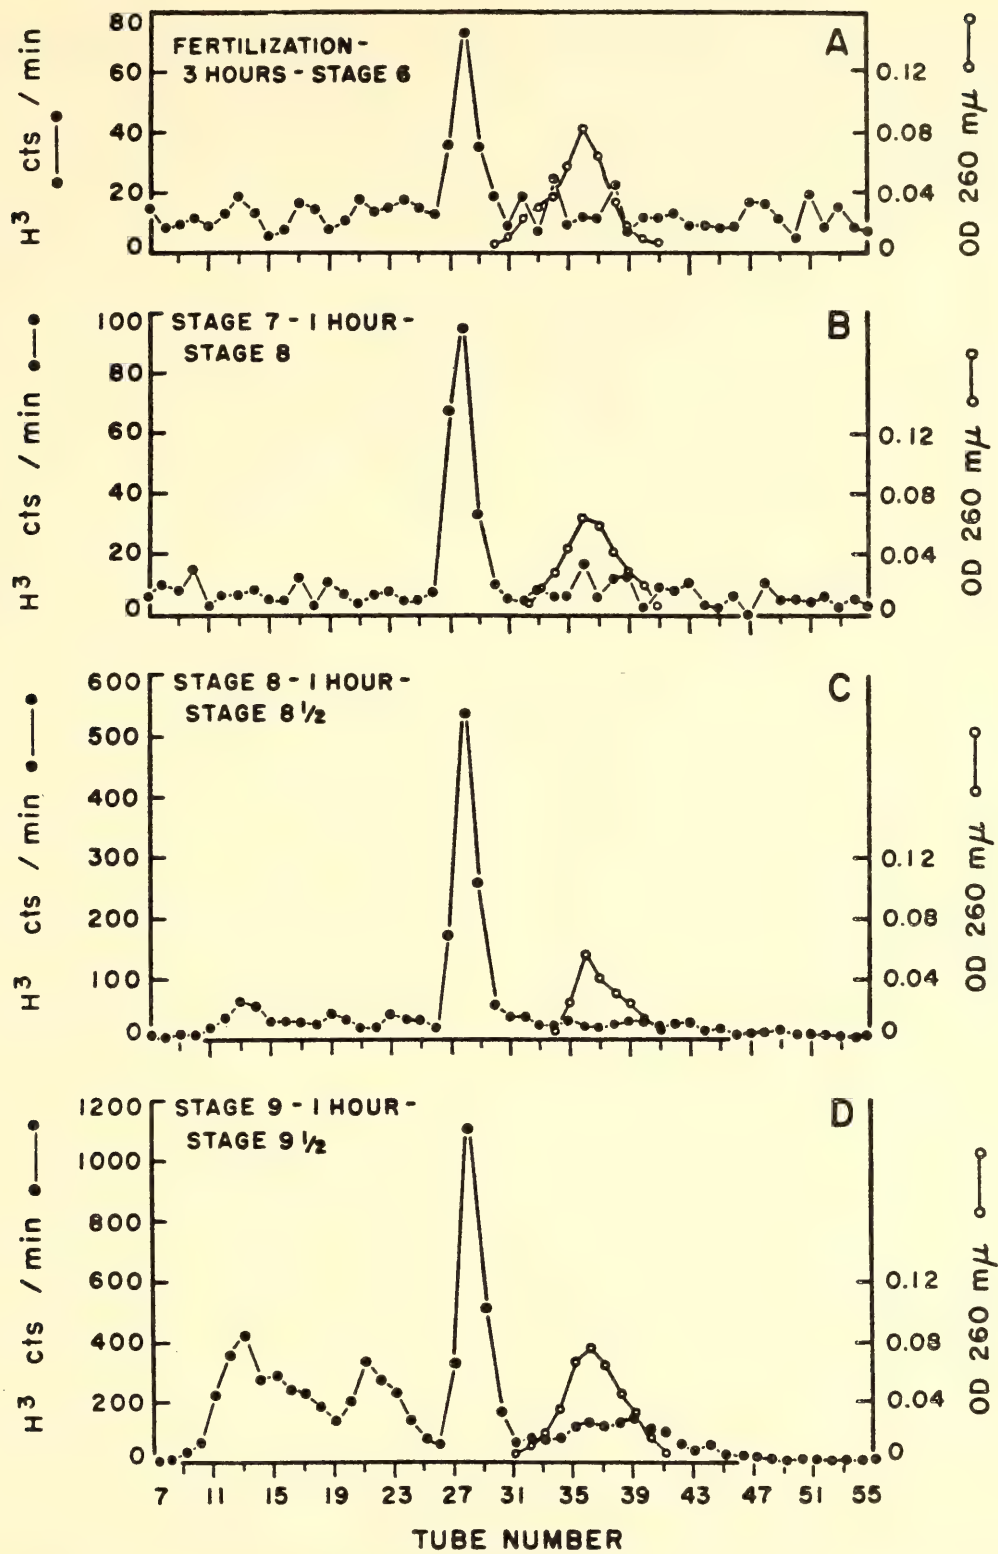 FERTILIZATION-
3 HOURS - STAGE 6
A
80
60
40
20
0
0.12
0.08
0.04
0
H³ cts / min
OD 260 mμ
STAGE 7 - 1 HOUR-
STAGE 8
B
100
80
60
40
20
0
0.12
0.08
0.04
0
H³ cts / min
OD 260 mμ
STAGE 8 - 1 HOUR-
STAGE 8 1/2
C
600
500
400
300
200
100
0
0.12
0.08
0.04
0
H³ cts / min
OD 260 mμ
STAGE 9 - 1 HOUR-
STAGE 9 1/2
D
1200
1000
800
600
400
200
0
0.12
0.08
0.04
0
H³ cts / min
OD 260 mμ
7 11 15 19 23 27 31 35 39 43 47 51 55
TUBE NUMBER